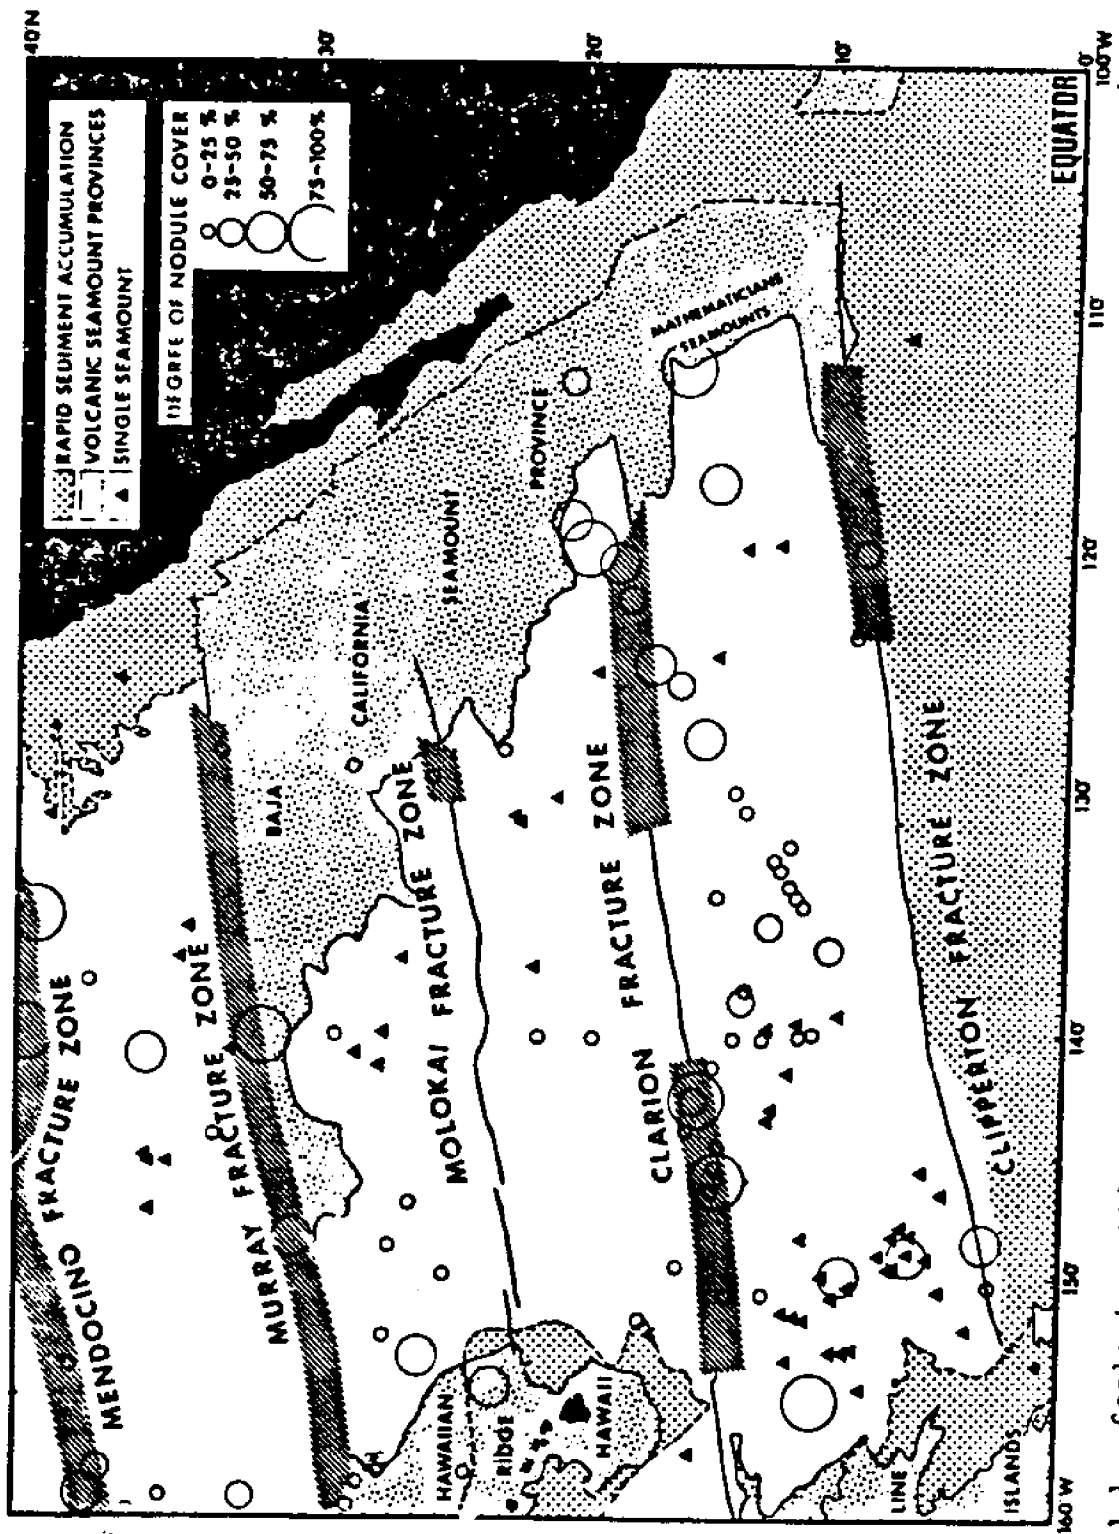 40°N
30°
20°
10°
0°
100°W
110°
120°
130°
140°
150°
160 W
RAPID SEDIMENT ACCUMULATION
VOLCANIC SEAMOUNT PROVINCES
SINGLE SEAMOUNT
DEGREE OF NODULE COVER
0-25 %
25-50 %
50-75 %
75-100%
EQUATOR
MATHEMATICIANS
SEAMOUNTS
BAJA
CALIFORNIA
SEAMOUNT
PROVINCE
MENDOCINO FRACTURE ZONE
MURRAY FRACTURE ZONE
MOLOKAI FRACTURE ZONE
CLARION FRACTURE ZONE
CLIPPERTON FRACTURE ZONE
HAWAIIAN
Ridge
HAWAII
LINE
ISLANDS